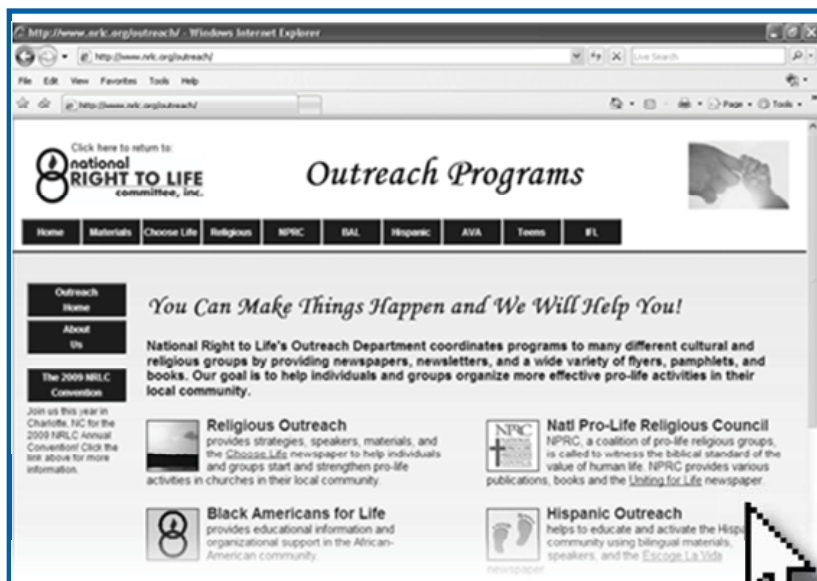 http://www.nrlc.org/outreach/ - Windows Internet Explorer
http://www.nrlc.org/outreach/
Live Search
File Edit View Favorites Tools Help
http://www.nrlc.org/outreach/
Page Tools
Click here to return to:
national
RIGHT TO LIFE
committee, inc.
Outreach Programs
Home Materials Choose Life Religious NPRC BAL Hispanic AVA Teens IFL
Outreach
Home
About
Us
The 2009 NRLC
Convention
Join us this year in
Charlotte, NC for the
2009 NRLC Annual
Convention! Click the
link above for more
information.
You Can Make Things Happen and We Will Help You!
National Right to Life's Outreach Department coordinates programs to many different cultural and
religious groups by providing newspapers, newsletters, and a wide variety of flyers, pamphlets, and
books. Our goal is to help individuals and groups organize more effective pro-life activities in their
local community.
Religious Outreach
provides strategies, speakers, materials, and
the Choose Life newspaper to help individuals
and groups start and strengthen pro-life
activities in churches in their local community.
NPRC
Natl Pro-Life Religious Council
NPRC, a coalition of pro-life religious groups,
is called to witness the biblical standard of the
value of human life. NPRC provides various
publications, books and the Uniting for Life newspaper.
Black Americans for Life
provides educational information and
organizational support in the African-
American community.
Hispanic Outreach
helps to educate and activate the Hispa
community using bilingual materials,
speakers, and the Escoge La Vida
newspaper.